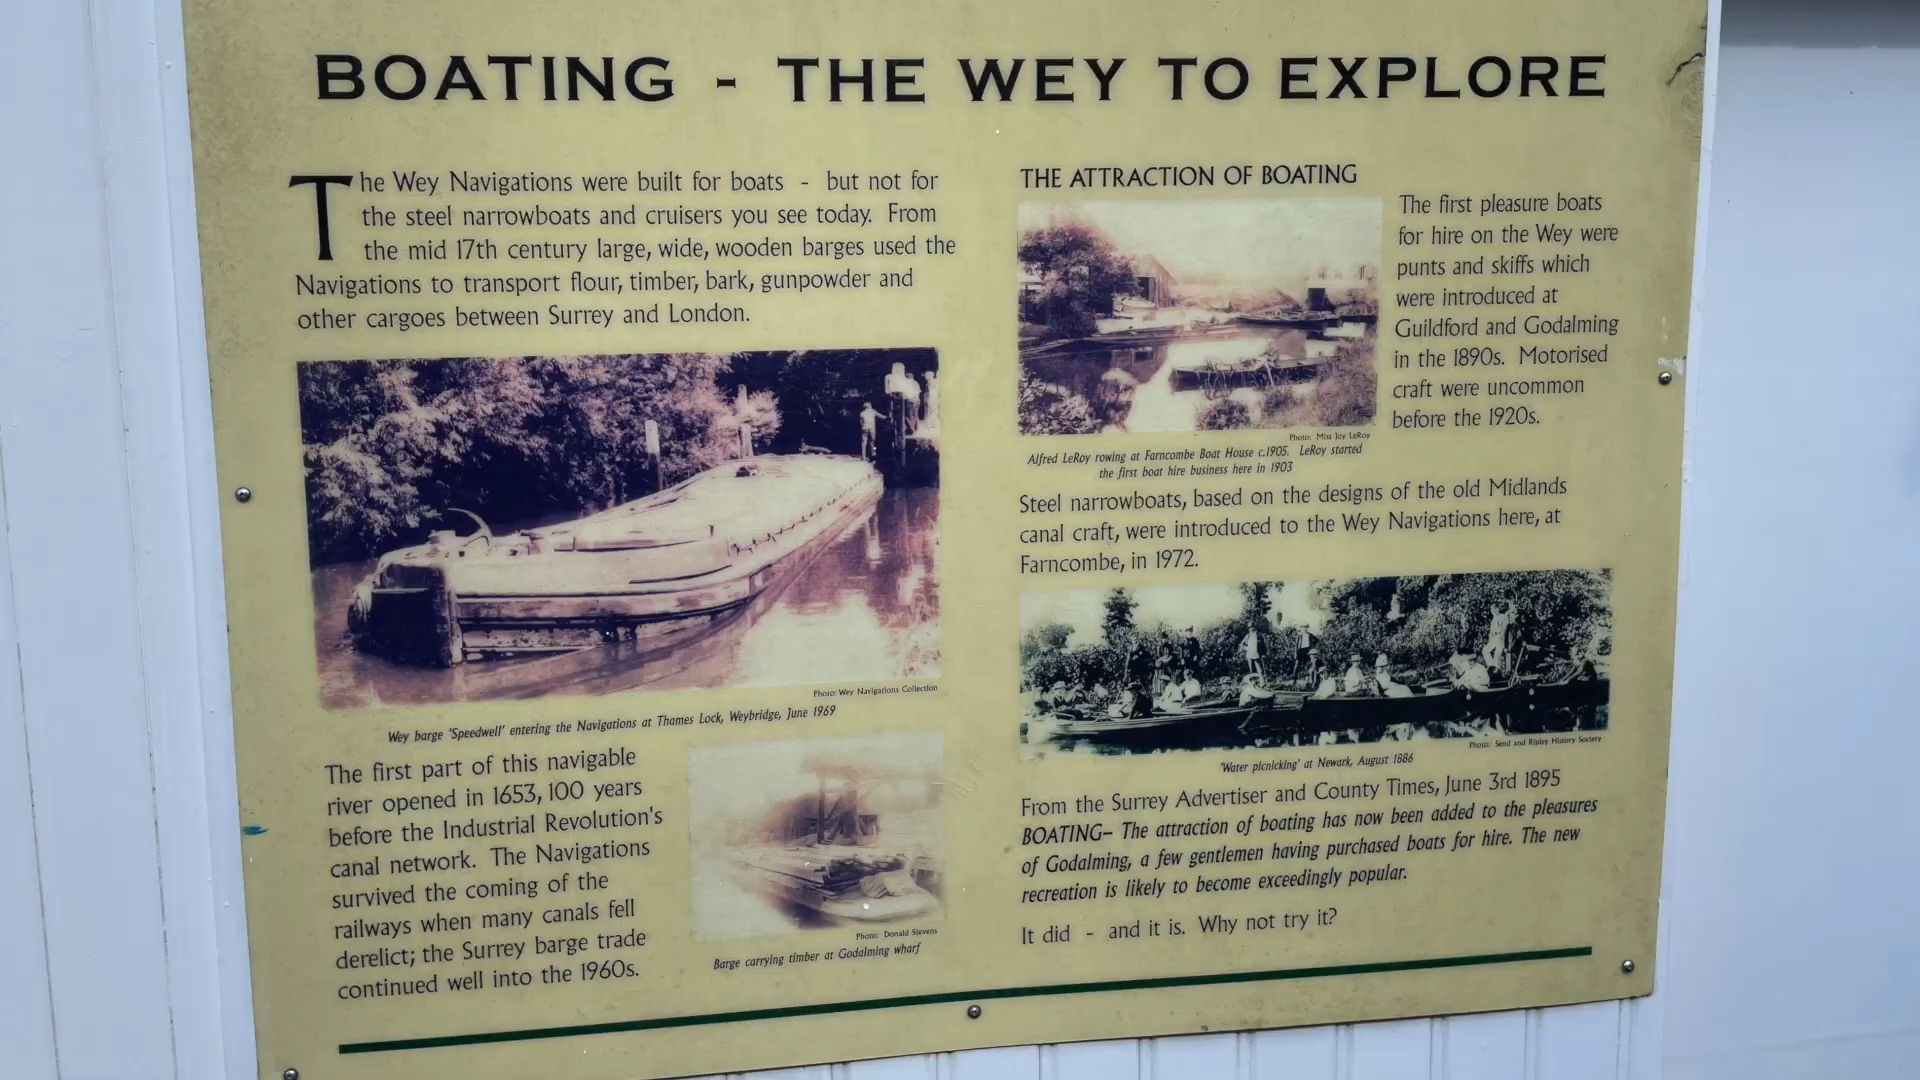 BOATING - THE WEY TO EXPLORE
The Wey Navigations were built for boats - but not for
the steel narrowboats and cruisers you see today. From
the mid 17th century large, wide, wooden barges used the
Navigations to transport flour, timber, bark, gunpowder and
other cargoes between Surrey and London.
Photo: Wey Navigations Collection
Wey barge 'Speedwell' entering the Navigations at Thames Lock, Weybridge, June 1969
The first part of this navigable
river opened in 1653, 100 years
before the Industrial Revolution's
canal network. The Navigations
survived the coming of the
railways when many canals fell
derelict; the Surrey barge trade
continued well into the 1960s.
Photo: Donald Stevens
Barge carrying timber at Godalming wharf
THE ATTRACTION OF BOATING
The first pleasure boats
for hire on the Wey were
punts and skiffs which
were introduced at
Guildford and Godalming
in the 1890s. Motorised
craft were uncommon
before the 1920s.
Photo: Miss Joy LeRoy
Alfred LeRoy rowing at Farncombe Boat House c.1905. LeRoy started
the first boat hire business here in 1903
Steel narrowboats, based on the designs of the old Midlands
canal craft, were introduced to the Wey Navigations here, at
Farncombe, in 1972.
Photo: Send and Ripley History Society
'Water picnicking' at Newark, August 1886
From the Surrey Advertiser and County Times, June 3rd 1895
BOATING– The attraction of boating has now been added to the pleasures
of Godalming, a few gentlemen having purchased boats for hire. The new
recreation is likely to become exceedingly popular.
It did - and it is. Why not try it?